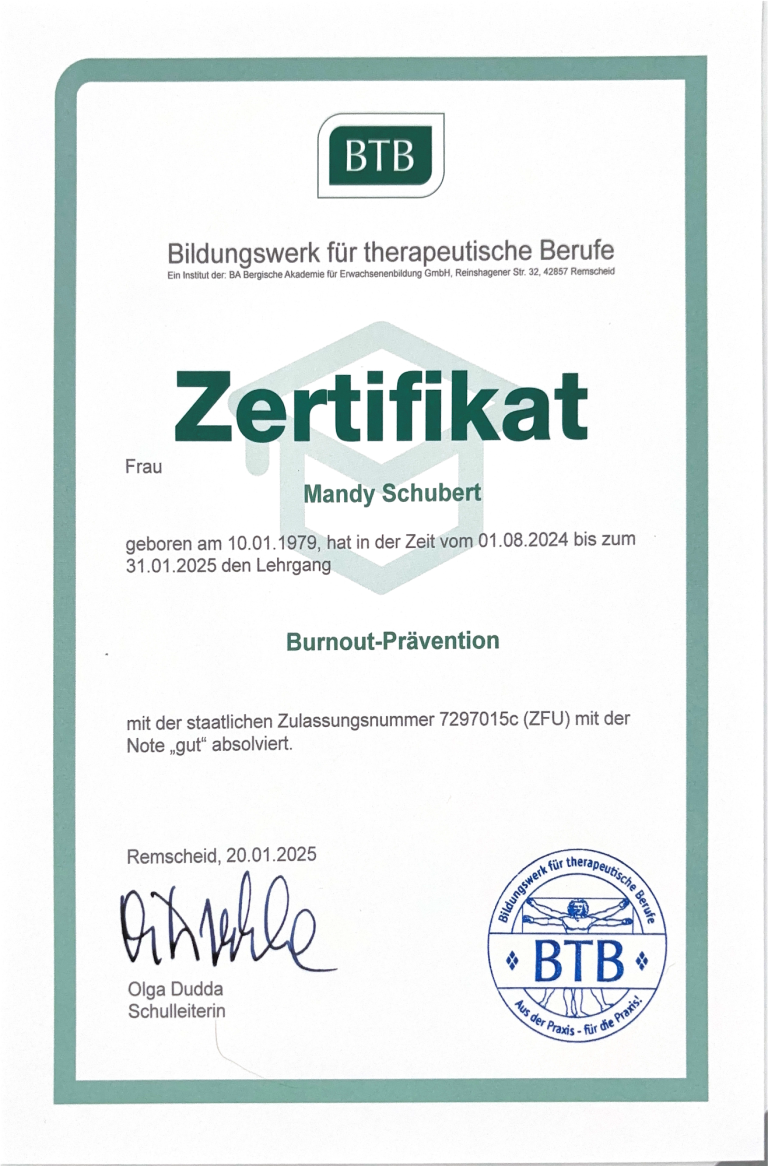 BTB
Bildungswerk für therapeutische Berufe
Ein Institut der: BA Bergische Akademie für Erwachsenenbildung GmbH, Reinshagener Str. 32, 42857 Remscheid
Zertifikat
Frau
Mandy Schubert
geboren am 10.01.1979, hat in der Zeit vom 01.08.2024 bis zum
31.01.2025 den Lehrgang
Burnout-Prävention
mit der staatlichen Zulassungsnummer 7297015c (ZFU) mit der
Note „gut“ absolviert.
Remscheid, 20.01.2025
Olga Dudda
Schulleiterin
Bildungswerk für therapeutische Berufe
BTB
Aus der Praxis - für die Praxis!